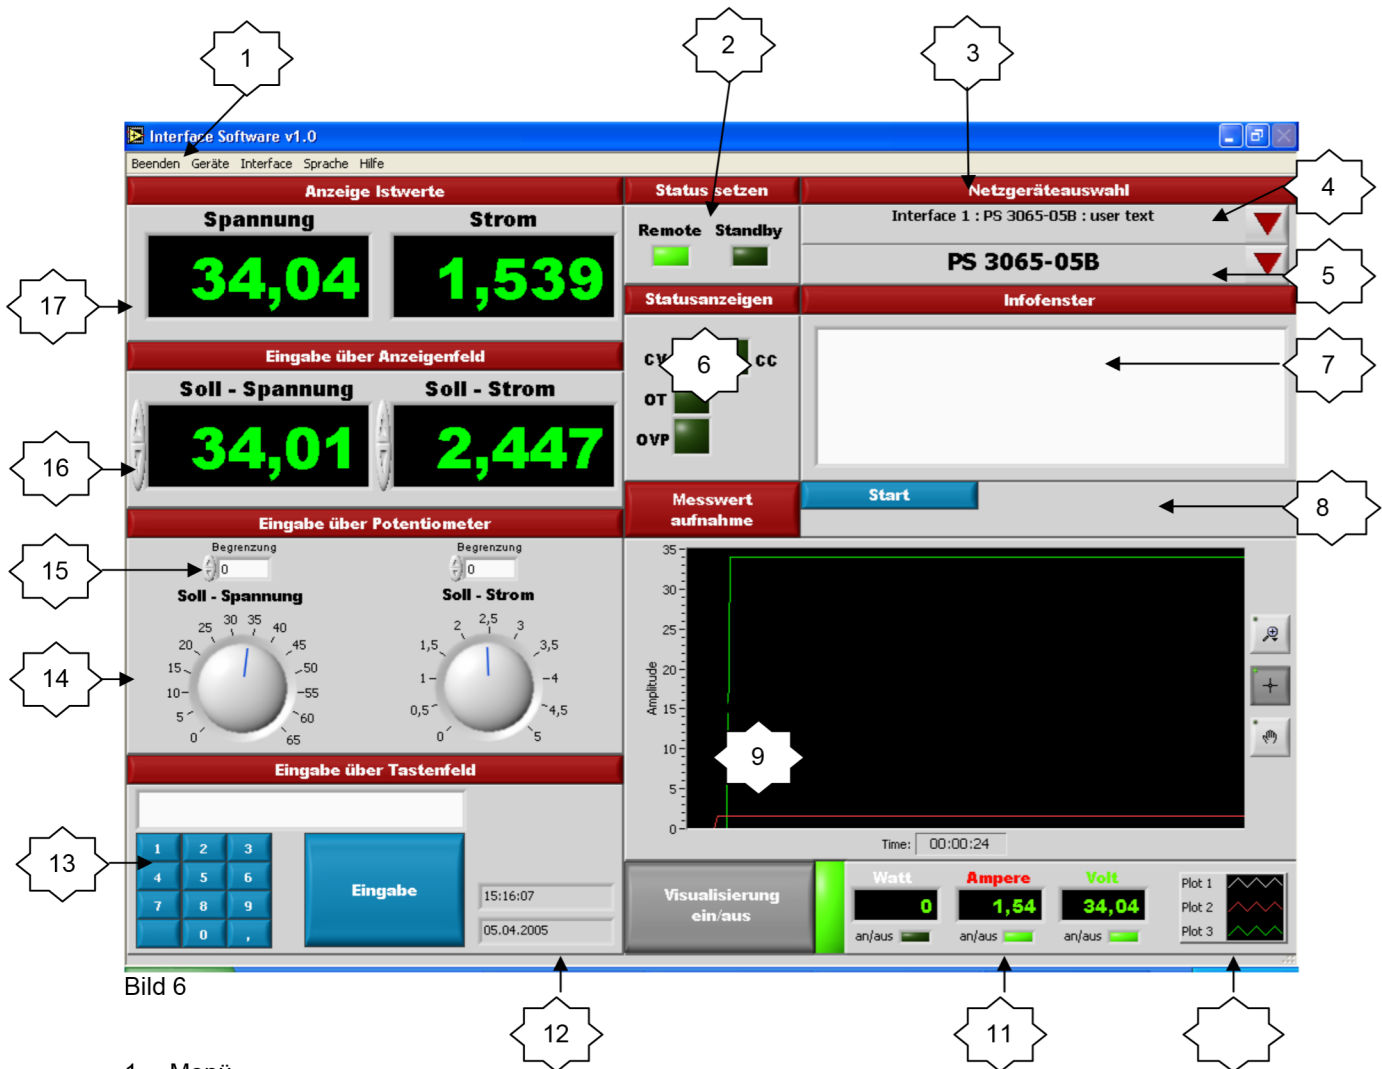 1
2
3
Interface Software v1.0
Beenden Geräte Interface Sprache Hilfe
Anzeige Istwerte
Status setzen
Netzgeräteauswahl
4
Spannung
Strom
Remote Standby
Interface 1 : PS 3065-05B : user text
34,04
1,539
PS 3065-05B
5
17
Statusanzeigen
Infofenster
Eingabe über Anzeigenfeld
CV
6
CC
7
Soll - Spannung
Soll - Strom
OT
34,01
2,447
OVP
16
Messwert
aufnahme
Start
8
Eingabe über Potentiometer
15
Begrenzung
0
Begrenzung
0
Soll - Spannung
Soll - Strom
0 5 10 15 20 25 30 35 40 45 50 55 60 65
0 0,5 1 1,5 2 2,5 3 3,5 4 4,5 5
14
35
30
25
20
15
10
5
0
Amplitude
9
Time: 00:00:24
Eingabe über Tastenfeld
13
1 2 3
4 5 6
7 8 9
0 ,
Eingabe
15:16:07
05.04.2005
Visualisierung
ein/aus
Watt
Ampere
Volt
0
1,54
34,04
an/aus
an/aus
an/aus
Plot 1
Plot 2
Plot 3
Bild 6
12
11
1 Menü